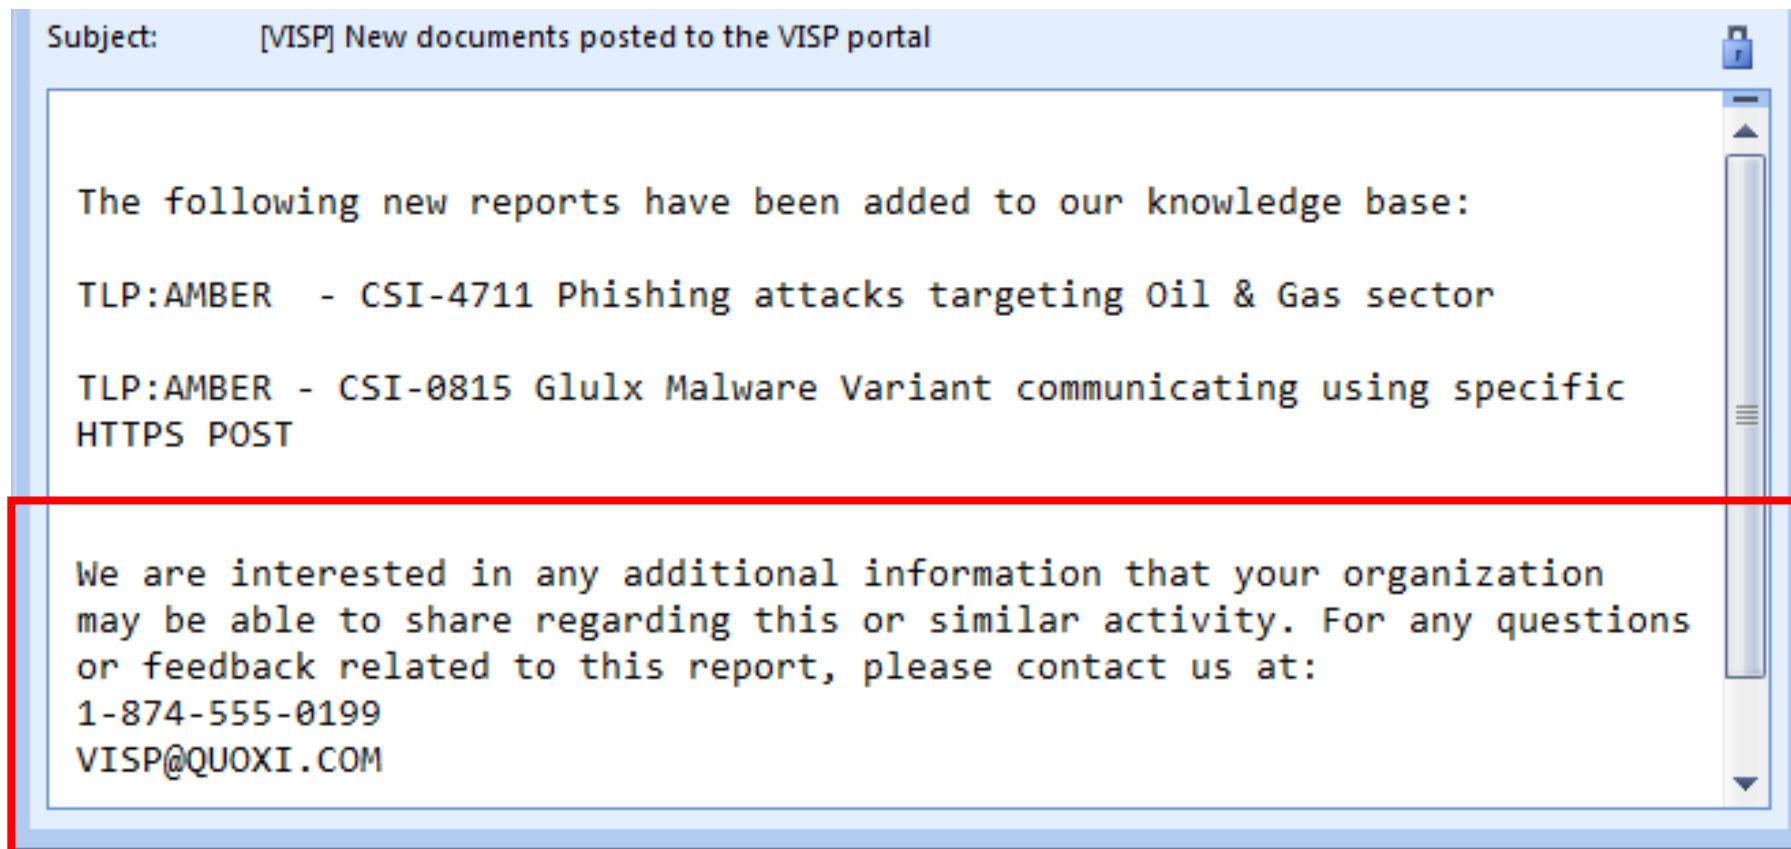 Subject: [VISP] New documents posted to the VISP portal
The following new reports have been added to our knowledge base:
TLP:AMBER  - CSI-4711 Phishing attacks targeting Oil & Gas sector
TLP:AMBER - CSI-0815 Glulx Malware Variant communicating using specific
HTTPS POST
We are interested in any additional information that your organization
may be able to share regarding this or similar activity. For any questions
or feedback related to this report, please contact us at:
1-874-555-0199
VISP@QUOXI.COM